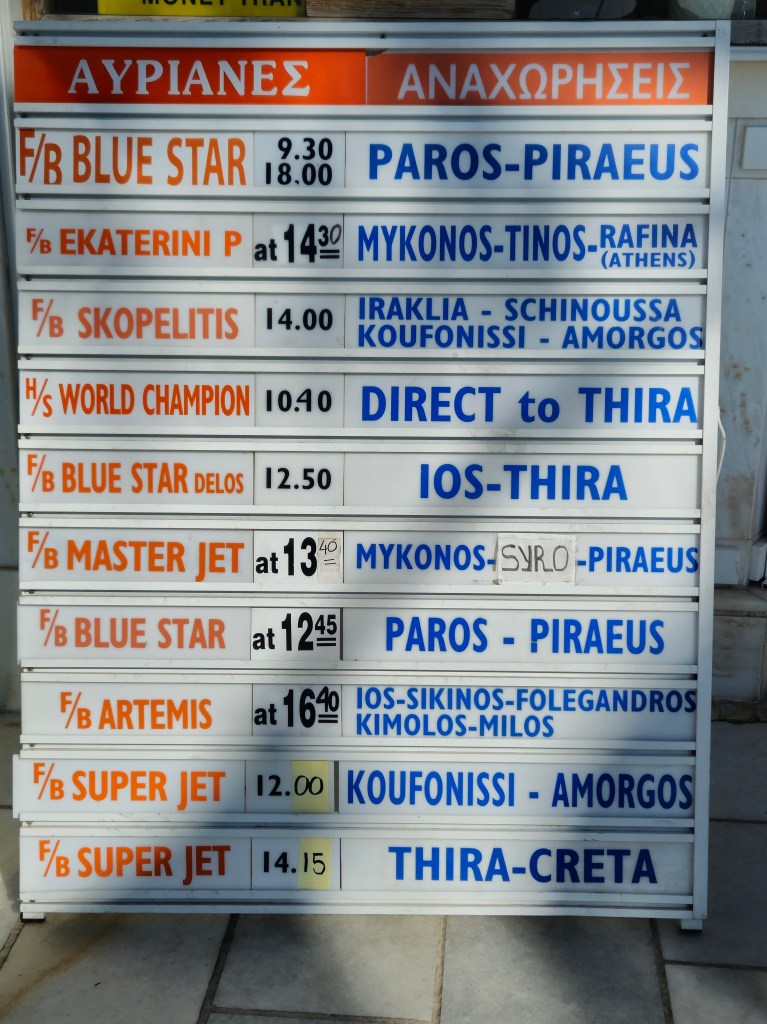 MONEY TRAN
ΑΥΡΙΑΝΕΣ ΑΝΑΧΩΡΗΣΕΙΣ
F/B BLUE STAR 9.30 18.00 PAROS-PIRAEUS
F/B EKATERINI P at 14 30 MYKONOS-TINOS-RAFINA (ATHENS)
F/B SKOPELITIS 14.00 IRAKLIA - SCHINOUSSA
KOUFONISSI - AMORGOS
H/S WORLD CHAMPION 10.40 DIRECT to THIRA
F/B BLUE STAR DELOS 12.50 IOS-THIRA
F/B MASTER JET at 13 40 MYKONOS-SYRO-PIRAEUS
F/B BLUE STAR at 12 45 PAROS - PIRAEUS
F/B ARTEMIS at 16 40 IOS-SIKINOS-FOLEGANDROS
KIMOLOS-MILOS
F/B SUPER JET 12.00 KOUFONISSI - AMORGOS
F/B SUPER JET 14.15 THIRA-CRETA